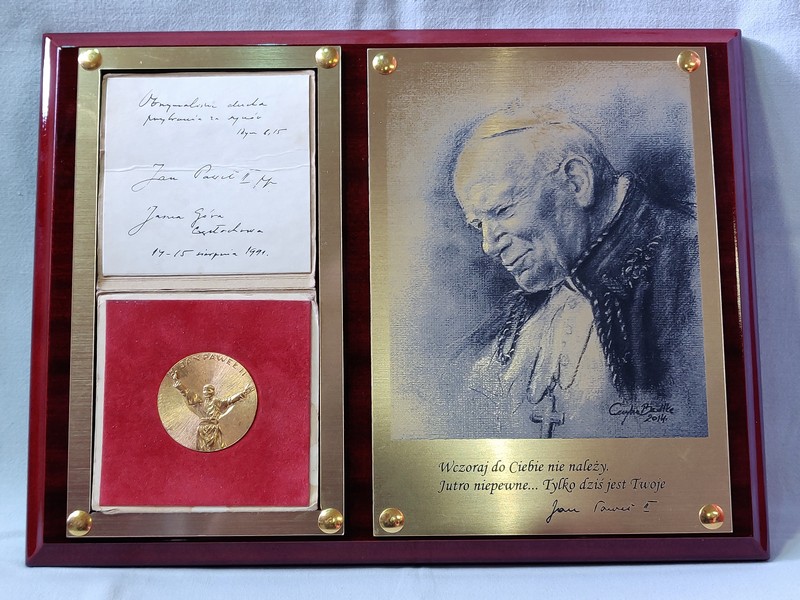 Otrzymaliście ducha
przybrania za synów
Rzym 8,15
Jan Paweł II pp
Jasna Góra
Częstochowa
14-15 sierpnia 1991.
JAN PAWEŁ II
2014.
Wczoraj do Ciebie nie należy.
Jutro niepewne... Tylko dziś jest Twoje
Jan Paweł II